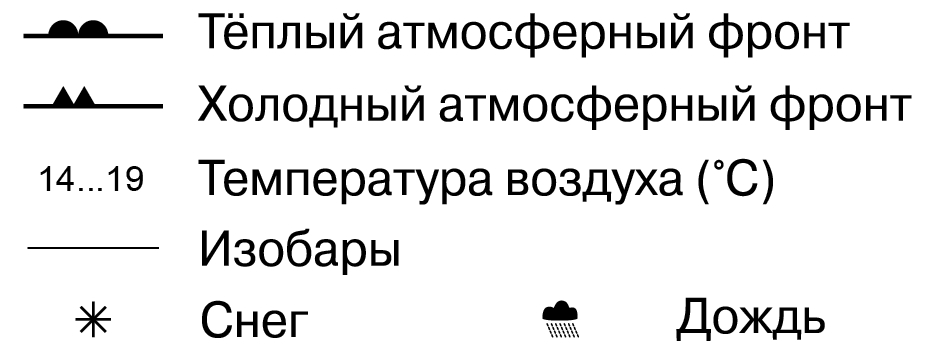 Тёплый атмосферный фронт
Холодный атмосферный фронт
14...19 Температура воздуха (°C)
Изобары
Снег Дождь